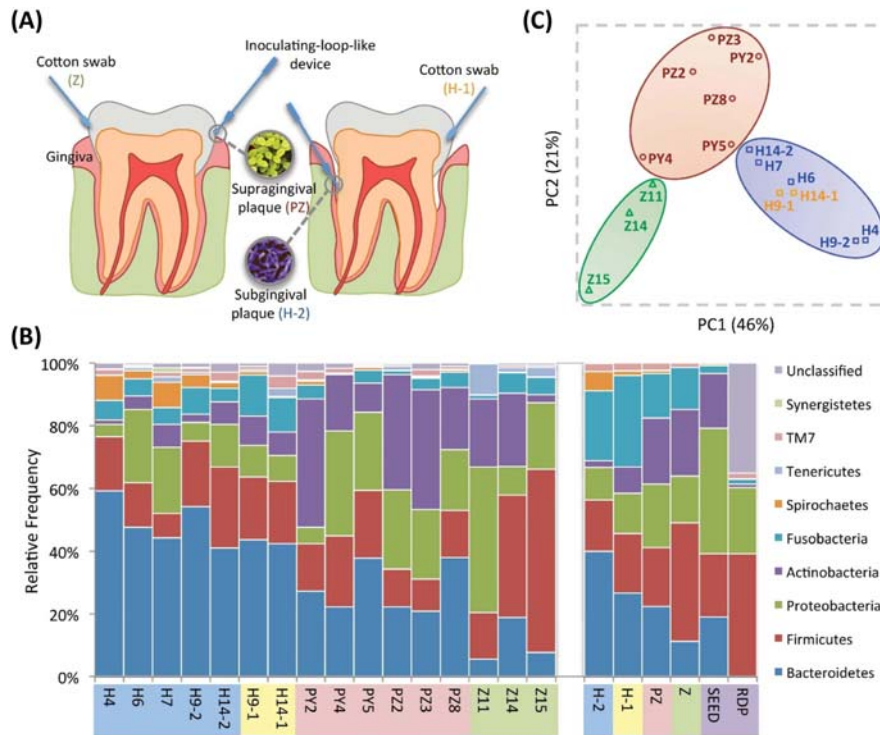 (A)
Cotton swab
(Z)
Inoculating-loop-like
device
Cotton swab
(H-1)
Gingiva
Supragingival
plaque (PZ)
Subgingival
plaque (H-2)
(C)
PC2 (21%)
PZ3
PY2
PZ2
PZ8
PY5
PY4
H14-2
H7
H6
H14-1
H9-1
H4
H9-2
Z11
Z14
Z15
PC1 (46%)
(B)
Relative Frequency
100%
80%
60%
40%
20%
0%
H4
H6
H7
H9-2
H14-2
H9-1
H14-1
PY2
PY4
PY5
PZ2
PZ3
PZ8
Z11
Z14
Z15
H-2
H-1
PZ
Z
SEED
RDP
Unclassified
Synergistetes
TM7
Tenericutes
Spirochaetes
Fusobacteria
Actinobacteria
Proteobacteria
Firmicutes
Bacteroidetes